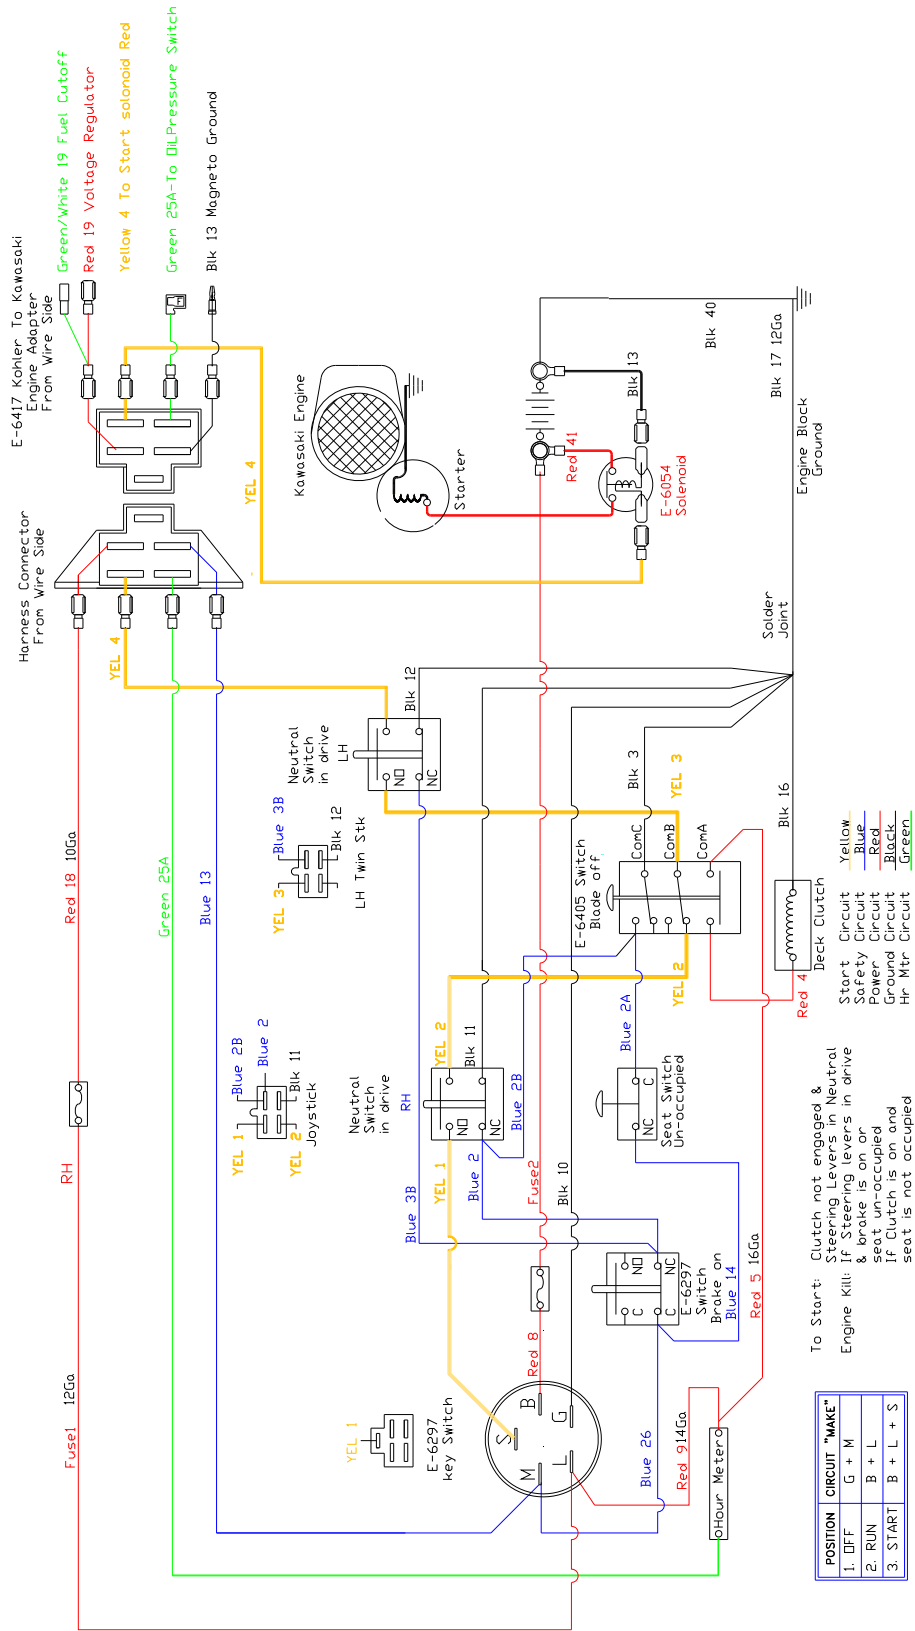 E-6417 Kohler To Kawasaki
Engine Adapter
From Wire Side
Green/White 19 Fuel Cutoff
Red 19 Voltage Regulator
Yellow 4 To Start solonoid Red
Green 25A-To OiLPressure Switch
Blk 13 Magneto Ground
Harness Connector
From Wire Side
YEL 4
YEL 4
Kawasaki Engine
Starter
Red 41
Blk 13
Blk 40
E-6054
Solenoid
Blk 17 12Ga
Engine Block
Ground
Solder
Joint
Red 18 10Ga
Green 25A
Blue 13
Neutral
Switch
in drive
LH
NO
NC
Blk 12
Blue 3B
Blk 12
YEL 3
LH Twin Stk
Blk 3
YEL 3
Blk 16
E-6405 Switch
Blade off
ComC
ComB
ComA
Deck Clutch
Red 4
YEL 2
Blue 2A
RH
Blue 2B
Blue 2
Blk 11
YEL 1
YEL 2
Joystick
Neutral
Switch
in drive
RH
YEL 2
Blk 11
NO
NC
Blue 2B
YEL 1
Blue 2
Blue 3B
Fuse2
Blk 10
C
NC
Seat Switch
Un-occupied
NO
NC
C
C
E-6297
Switch
Brake on
Blue 14
Red 5 16Ga
Red 8
Fuse1 12Ga
YEL 1
E-6297
key Switch
S
B
G
M
L
Blue 26
Red 914Ga
Hour Meter
Start Circuit Yellow
Safety Circuit Blue
Power Circuit Red
Ground Circuit Black
Hr Mtr Circuit Green
To Start: Clutch not engaged &
Steering Levers in Neutral
Engine Kill: If Steering levers in drive
& brake is on or
seat un-occupied
If Clutch is on and
seat is not occupied
POSITION CIRCUIT "MAKE"
1. OFF G + M
2. RUN B + L
3. START B + L + S